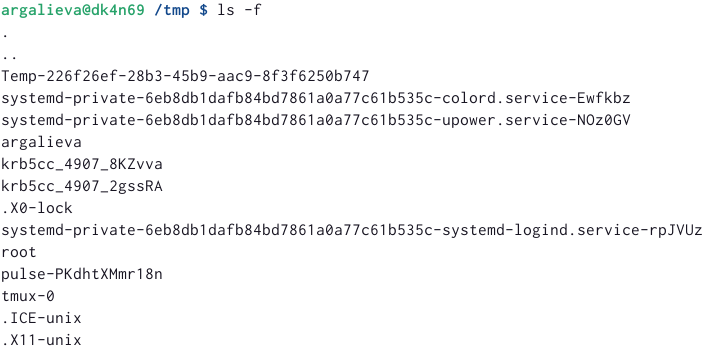 argalieva@dk4n69 /tmp $ ls -f
.
..
Temp-226f26ef-28b3-45b9-aac9-8f3f6250b747
systemd-private-6eb8db1dafb84bd7861a0a77c61b535c-colord.service-Ewfkbz
systemd-private-6eb8db1dafb84bd7861a0a77c61b535c-upower.service-NOz0GV
argalieva
krb5cc_4907_8KZvva
krb5cc_4907_2gssRA
.X0-lock
systemd-private-6eb8db1dafb84bd7861a0a77c61b535c-systemd-logind.service-rpJVUz
root
pulse-PKdhtXMmr18n
tmux-0
.ICE-unix
.X11-unix